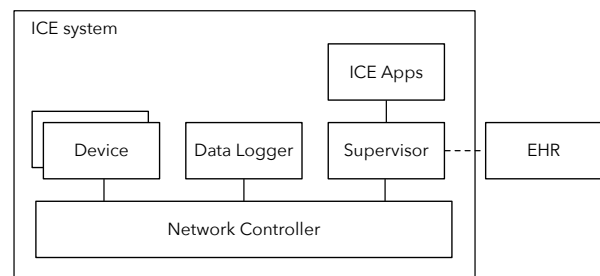 ICE system
ICE Apps
Device
Data Logger
Supervisor
EHR
Network Controller